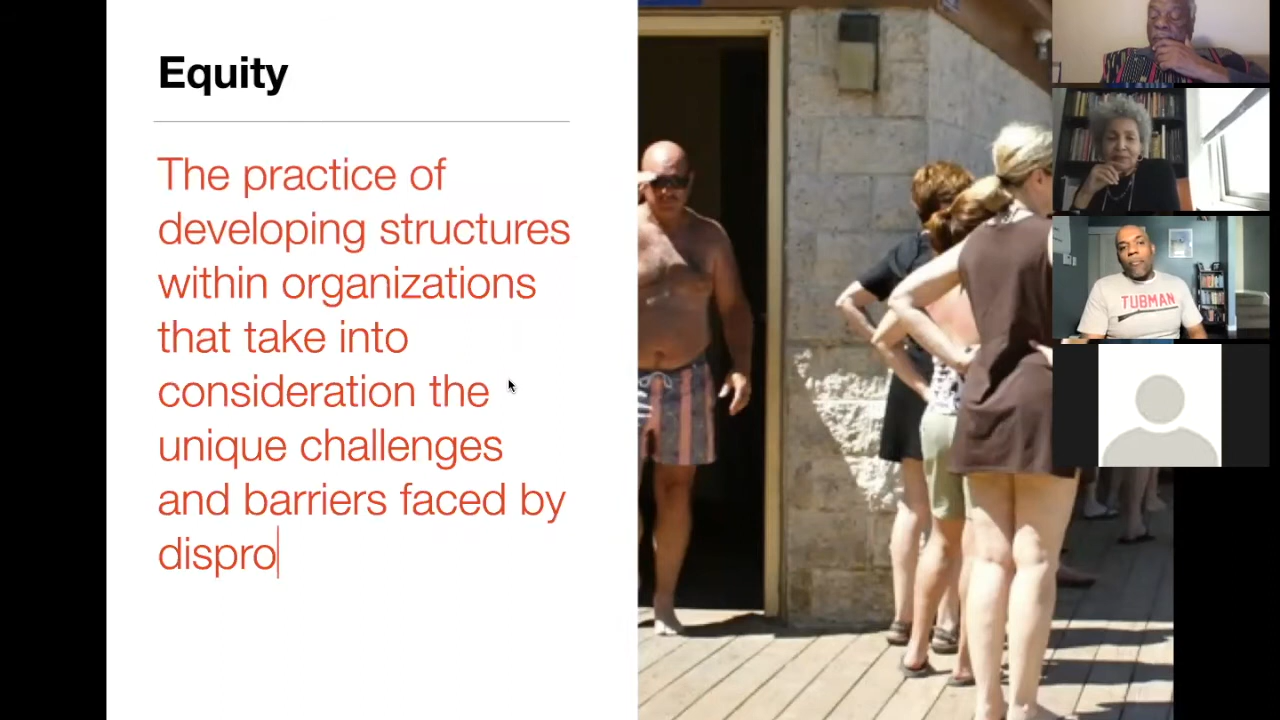 Equity
The practice of
developing structures
within organizations
that take into
consideration the
unique challenges
and barriers faced by
dispro
TUBMAN